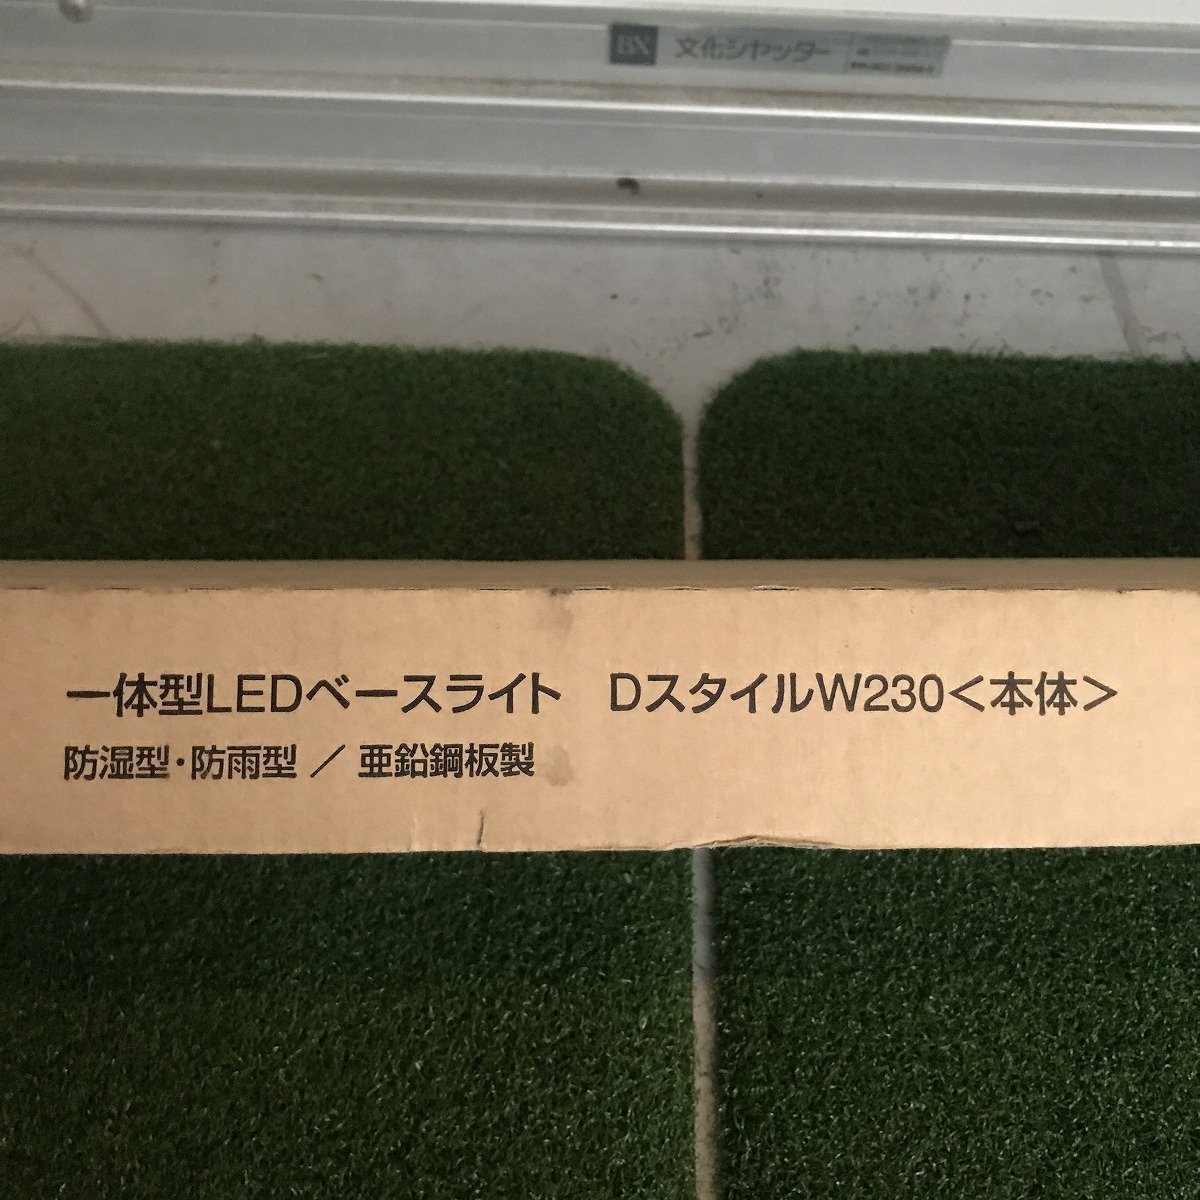 BX 文化シヤッター
一体型LEDベースライト　DスタイルW230＜本体＞
防湿型・防雨型 ／ 亜鉛鋼板製